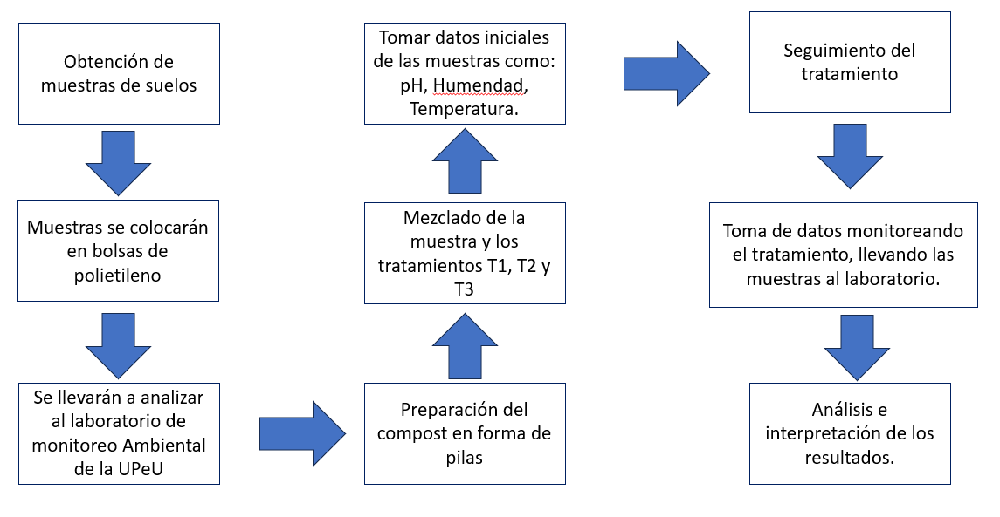 Obtención de
muestras de suelos
Muestras se colocarán
en bolsas de
polietileno
Se llevarán a analizar
al laboratorio de
monitoreo Ambiental
de la UPeU
Preparación del
compost en forma de
pilas
Mezclado de la
muestra y los
tratamientos T1, T2 y
T3
Tomar datos iniciales
de las muestras como:
pH, Humendad,
Temperatura.
Seguimiento del
tratamiento
Toma de datos monitoreando
el tratamiento, llevando las
muestras al laboratorio.
Análisis e
interpretación de los
resultados.